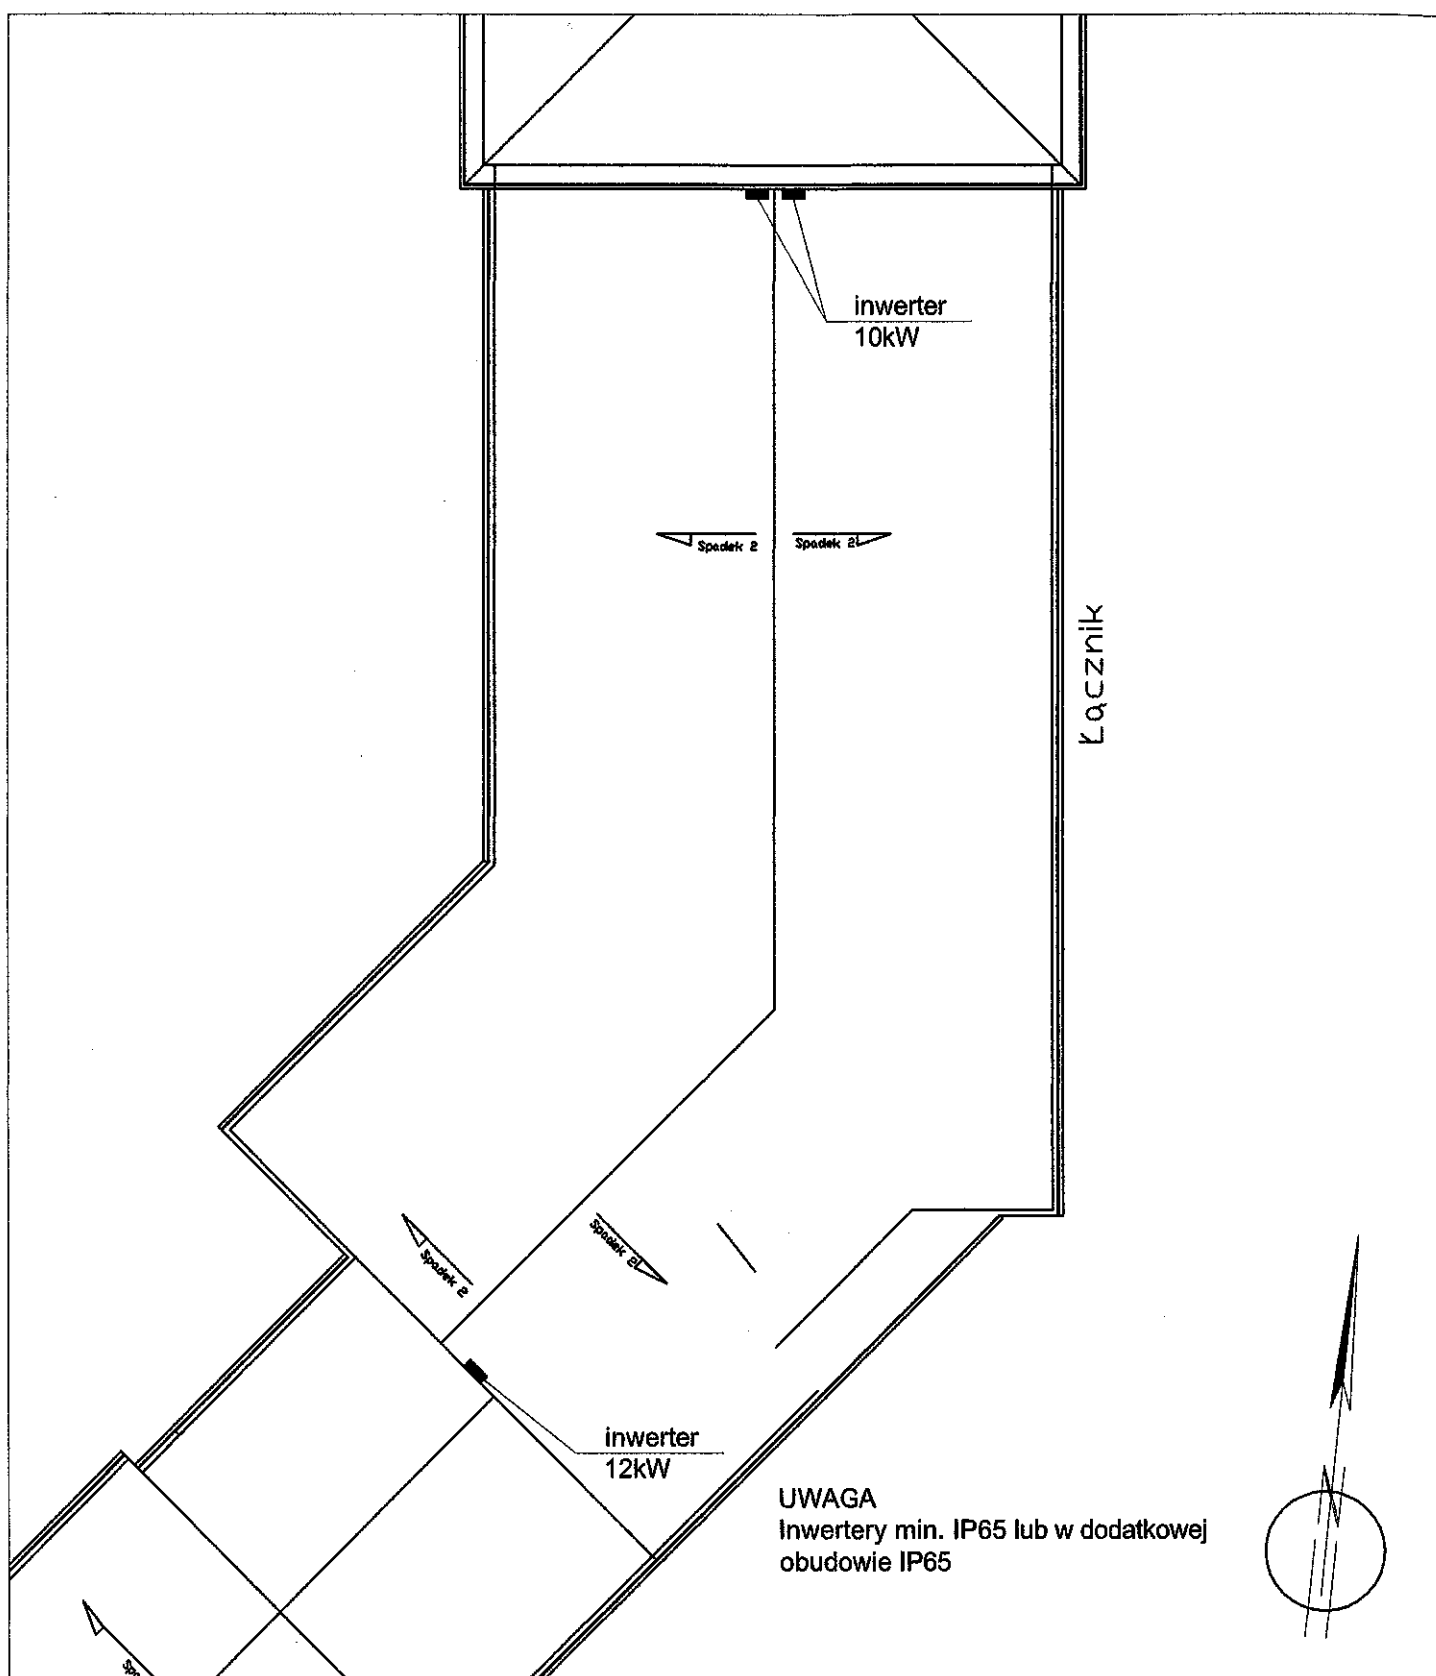 inwerter
10kW
Spadek 2
Spadek 2
Łącznik
Spadek 2
Spadek 2
inwerter
12kW
UWAGA
Inwertery min. IP65 lub w dodatkowej
obudowie IP65
N